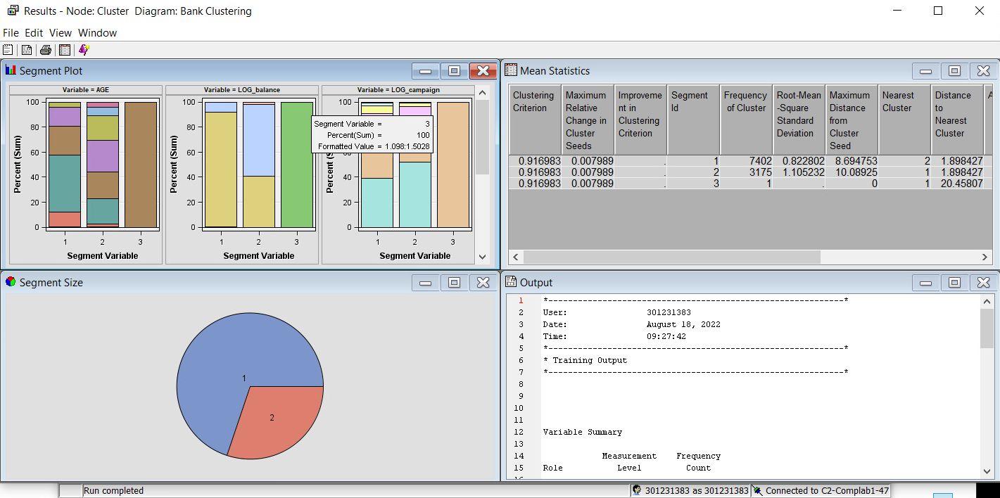 Results - Node: Cluster Diagram: Bank Clustering
File Edit View Window
Segment Plot
Variable = AGE
Variable = LOG_balance
Variable = LOG_campaign
Percent (Sum)
100
80
60
40
20
0
1 2 3
Segment Variable
Percent (Sum)
100
80
60
40
20
0
1 2 3
Segment Variable
100
60
40
20
0
1 2 3
Segment Variable
Segment Variable = 3
Percent(Sum) = 100
Formatted Value = 1.098:1.5028
Mean Statistics
Clustering Criterion
Maximum Relative Change in Cluster Seeds
Improveme nt in Clustering Criterion
Segment Id
Frequency of Cluster
Root-Mean -Square Standard Deviation
Maximum Distance from Cluster Seed
Nearest Cluster
Distance to Nearest Cluster
0.916983 0.007989 . 1 7402 0.822802 8.694753 2 1.898427
0.916983 0.007989 . 2 3175 1.105232 10.08925 1 1.898427
0.916983 0.007989 . 3 1 . 0 1 20.45807
Segment Size
1
2
Output
1 *------------------------------------------------------------*
2 User: 301231383
3 Date: August 18, 2022
4 Time: 09:27:42
5 *------------------------------------------------------------*
6 * Training Output
7 *------------------------------------------------------------*
8
9
10
11
12 Variable Summary
13
14 Measurement Frequency
15 Role Level Count
Run completed
301231383 as 301231383
Connected to C2-Complab1-47